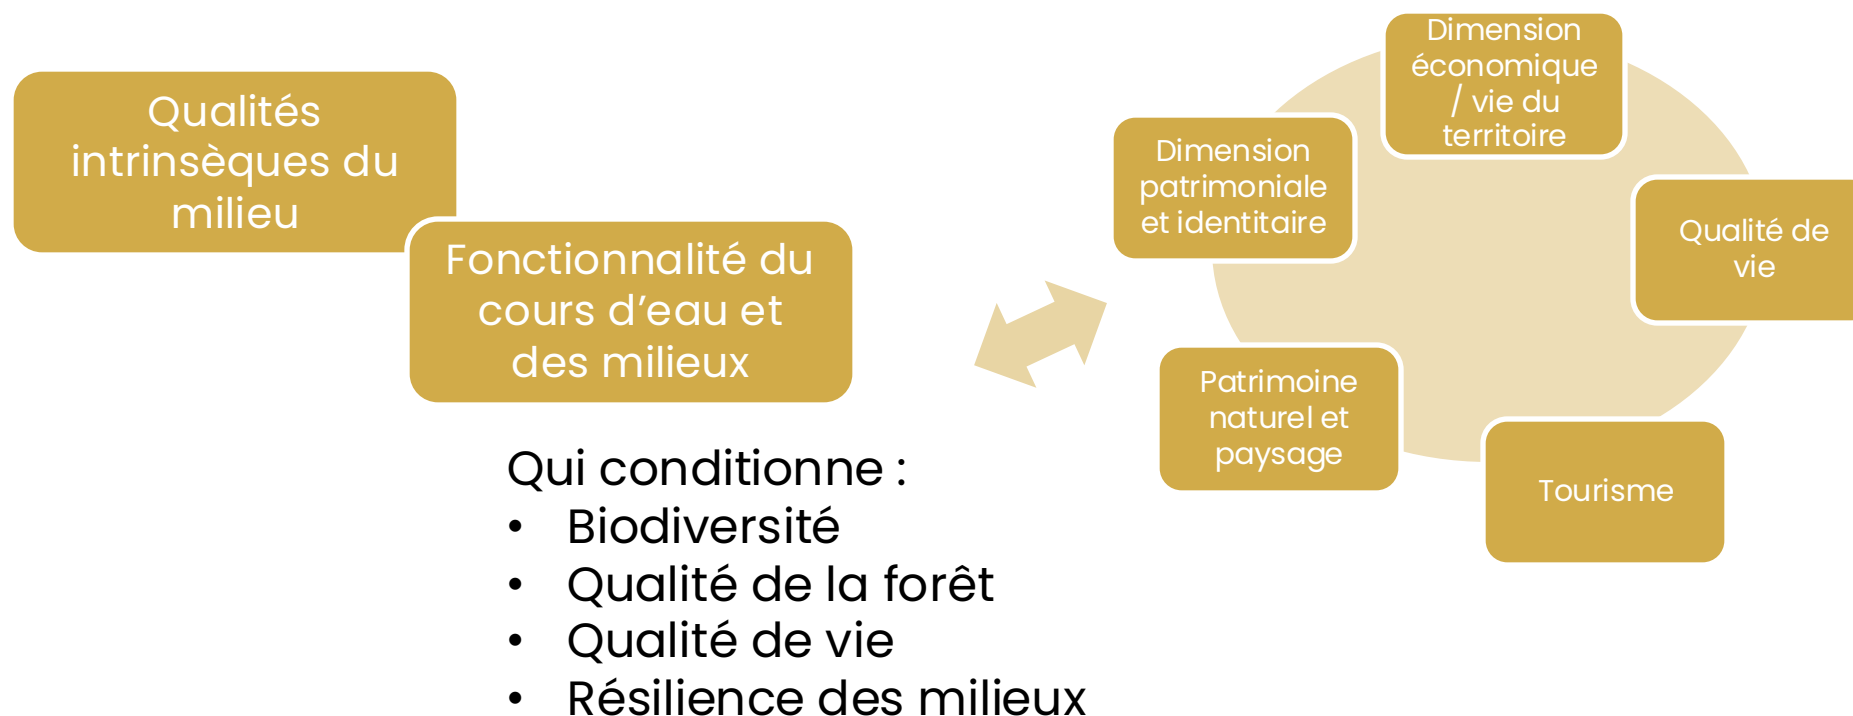 Qualités
intrinsèques du
milieu
Fonctionnalité du
cours d’eau et
des milieux
Qui conditionne :
• Biodiversité
• Qualité de la forêt
• Qualité de vie
• Résilience des milieux
Dimension
économique
/ vie du
territoire
Dimension
patrimoniale
et identitaire
Qualité de
vie
Patrimoine
naturel et
paysage
Tourisme